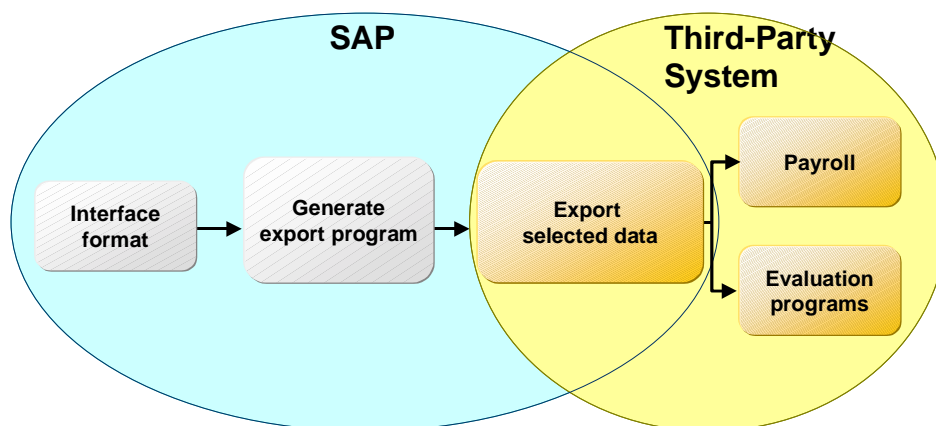 SAP
Third-Party
System
Interface
format
Generate
export program
Export
selected data
Payroll
Evaluation
programs